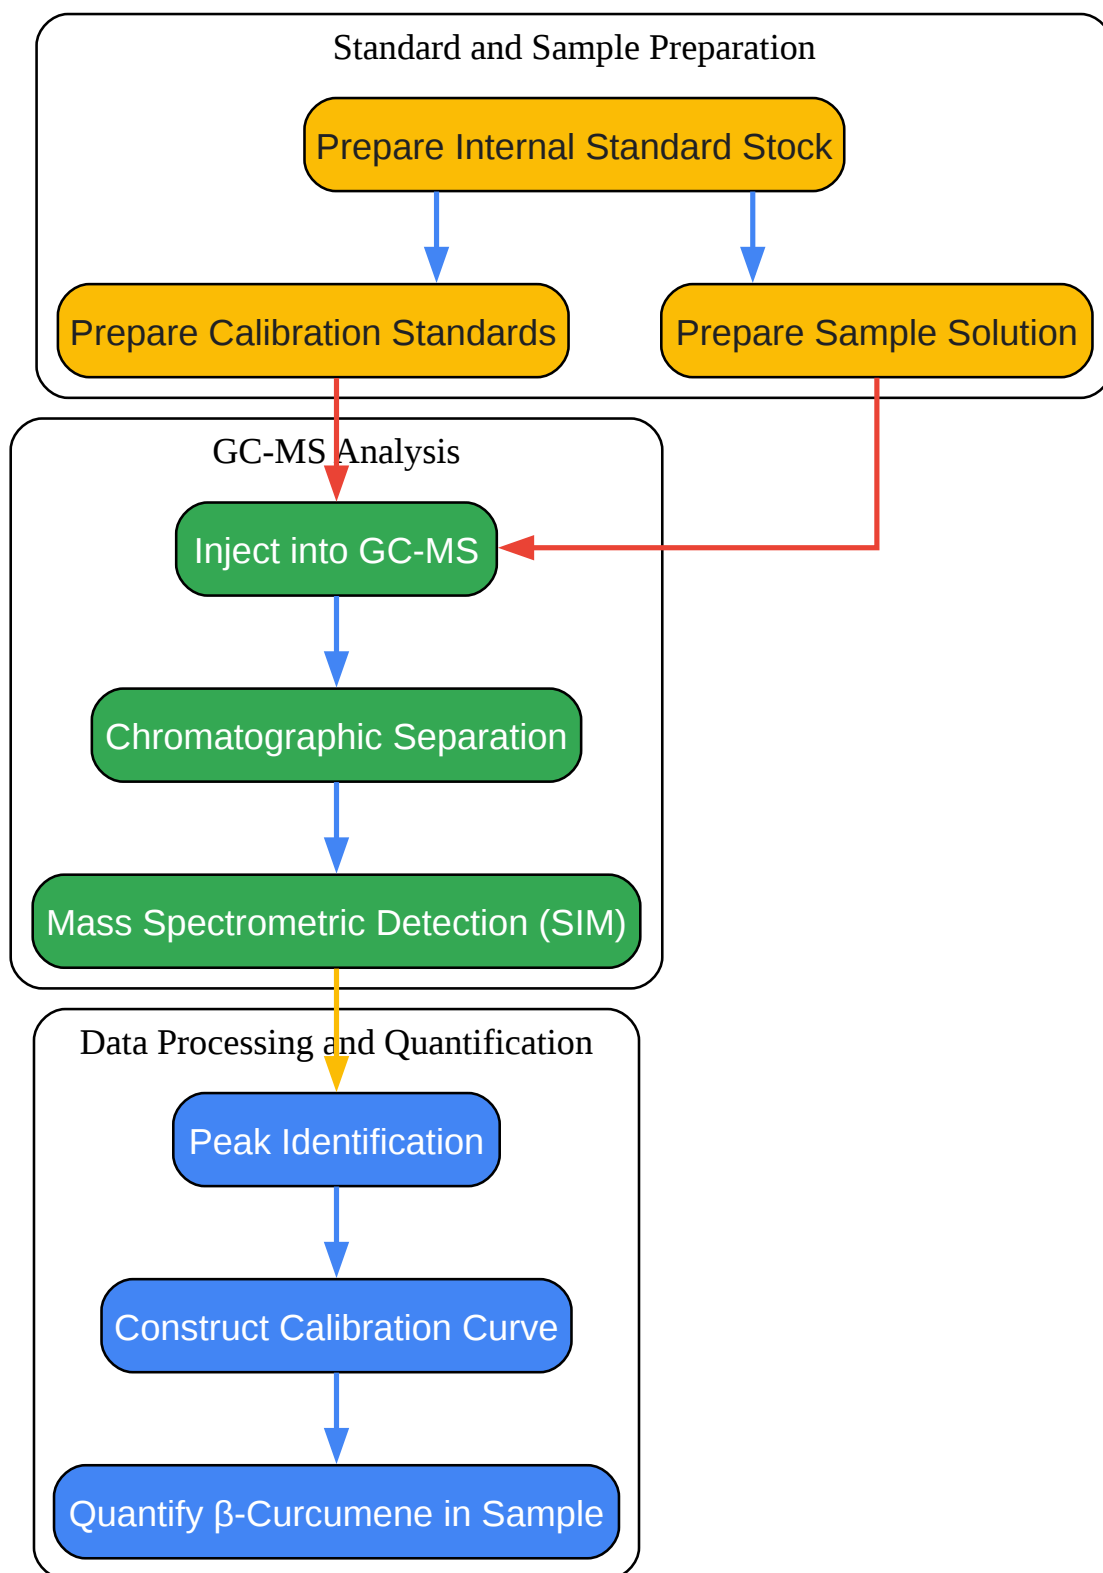 Standard and Sample Preparation
Prepare Internal Standard Stock
Prepare Calibration Standards
Prepare Sample Solution
GC-MS Analysis
Inject into GC-MS
Chromatographic Separation
Mass Spectrometric Detection (SIM)
Data Processing and Quantification
Peak Identification
Construct Calibration Curve
Quantify β-Curcumene in Sample